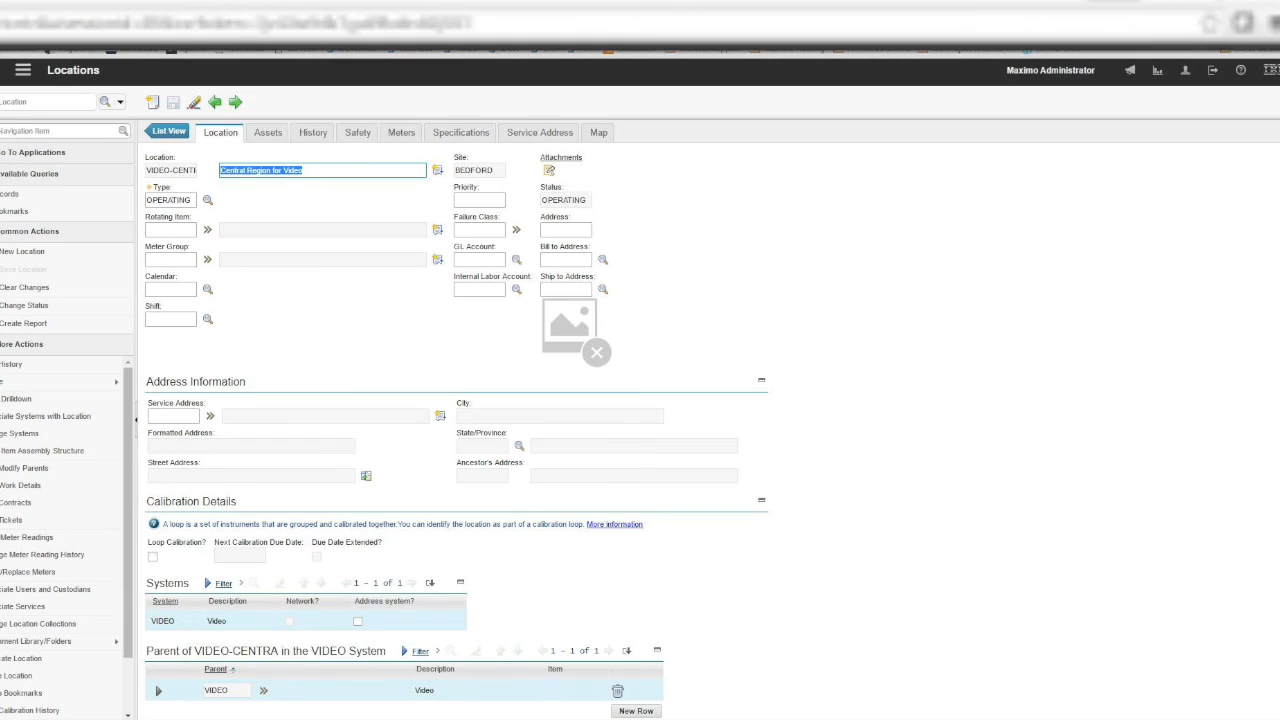 Locations
Maximo Administrator
Location
Navigation Item
List View
Location
Assets
History
Safety
Meters
Specifications
Service Address
Map
o To Applications
vailable Queries
cords
okmarks
ommon Actions
New Location
Save Location
Clear Changes
Change Status
Create Report
ore Actions
History
e
Drilldown
ciate Systems with Location
ge Systems
Item Assembly Structure
Modify Parents
Work Details
Contracts
Tickets
Meter Readings
ge Meter Reading History
/Replace Meters
ciate Users and Custodians
ciate Services
ge Location Collections
hment Library/Folders
cate Location
e Location
e Bookmarks
Calibration History
Location:
VIDEO-CENTI
Central Region for Video
Site:
BEDFORD
Attachments
Type:
OPERATING
Priority:
Status:
OPERATING
Rotating Item:
Failure Class:
Address:
Meter Group:
GL Account:
Bill to Address:
Calendar:
Internal Labor Account:
Ship to Address:
Shift:
Address Information
Service Address:
City:
Formatted Address:
State/Province:
Street Address:
Ancestor's Address:
Calibration Details
A loop is a set of instruments that are grouped and calibrated together.You can identify the location as part of a calibration loop. More information
Loop Calibration? Next Calibration Due Date: Due Date Extended?
Systems Filter 1 - 1 of 1
System Description Network? Address system?
VIDEO Video
Parent of VIDEO-CENTRA in the VIDEO System Filter 1 - 1 of 1
Parent Description Item
VIDEO Video
New Row